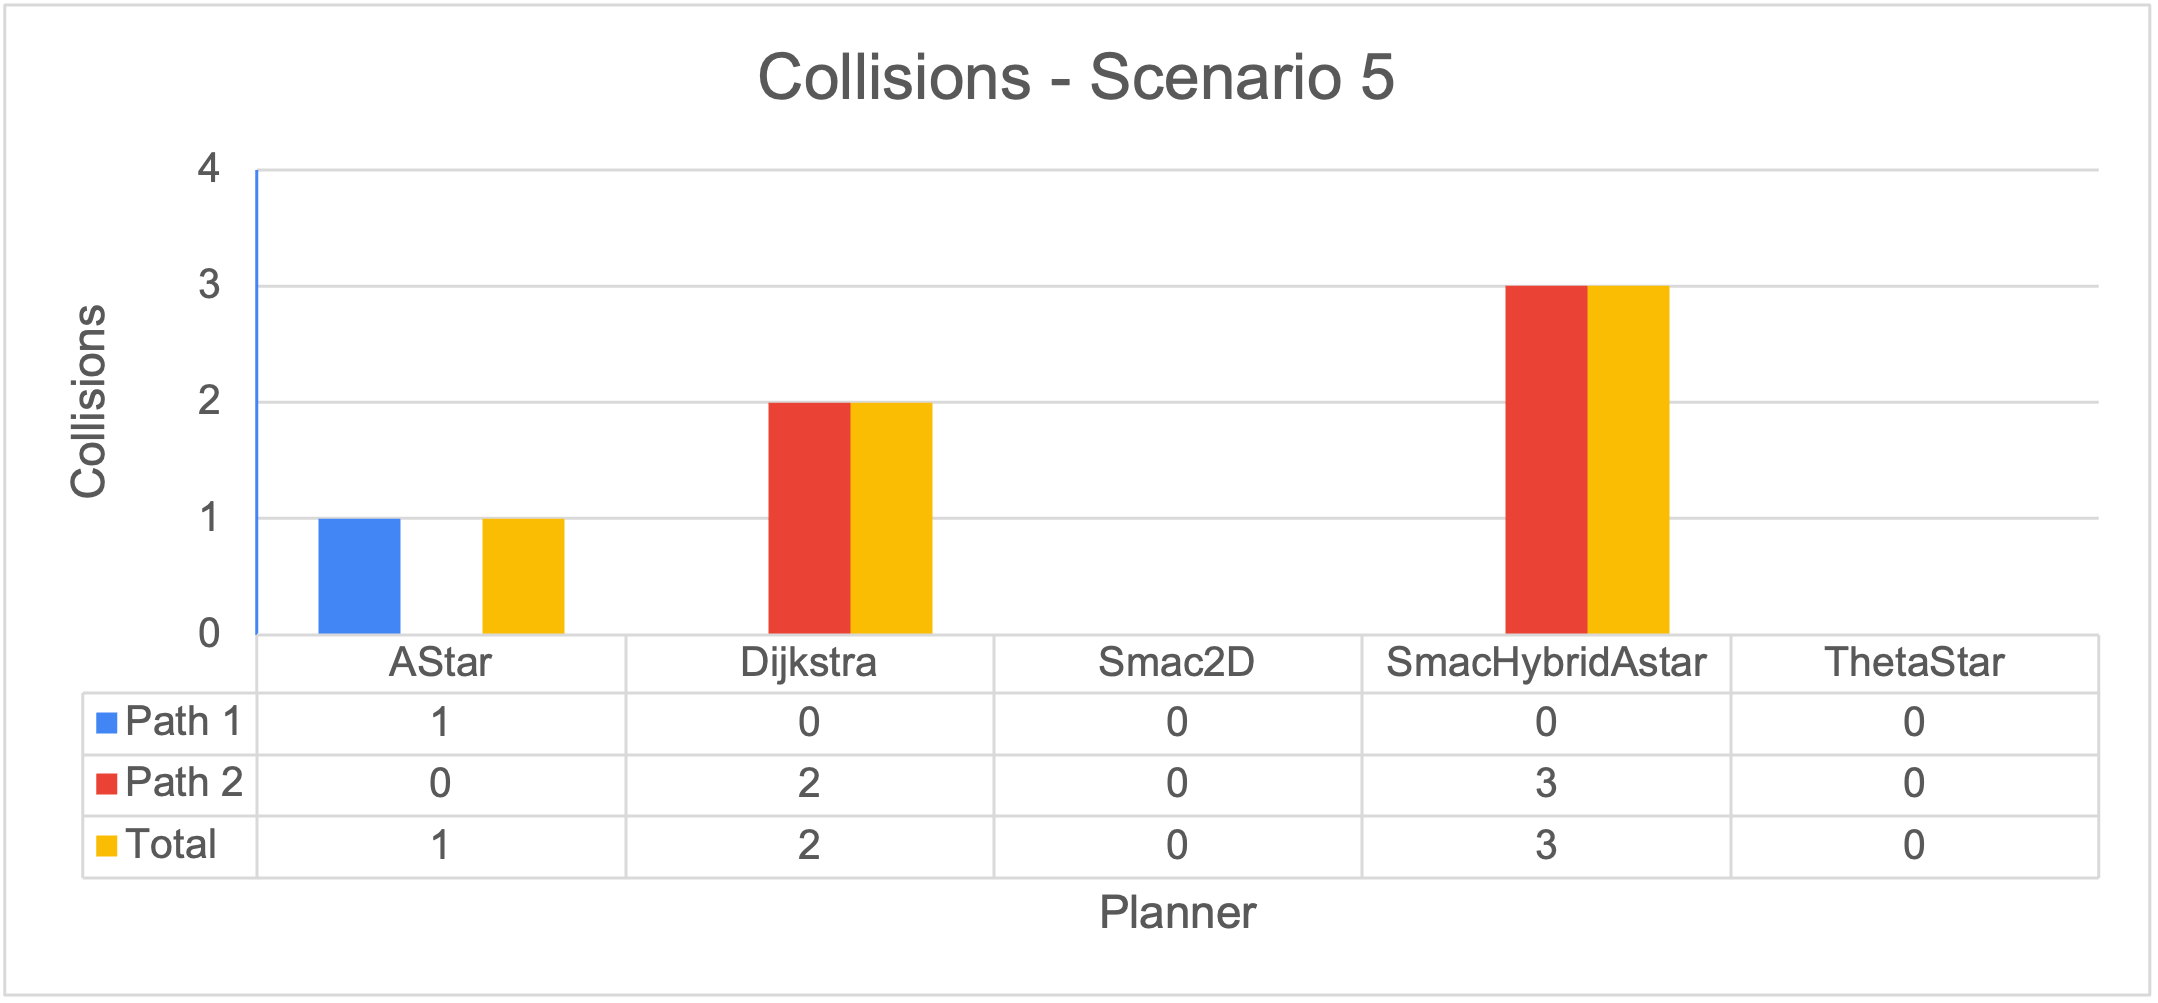 Collisions - Scenario 5
4
3
2
1
0
Collisions
AStar Dijkstra Smac2D SmacHybridAstar ThetaStar
Path 1 1 0 0 0 0
Path 2 0 2 0 3 0
Total 1 2 0 3 0
Planner